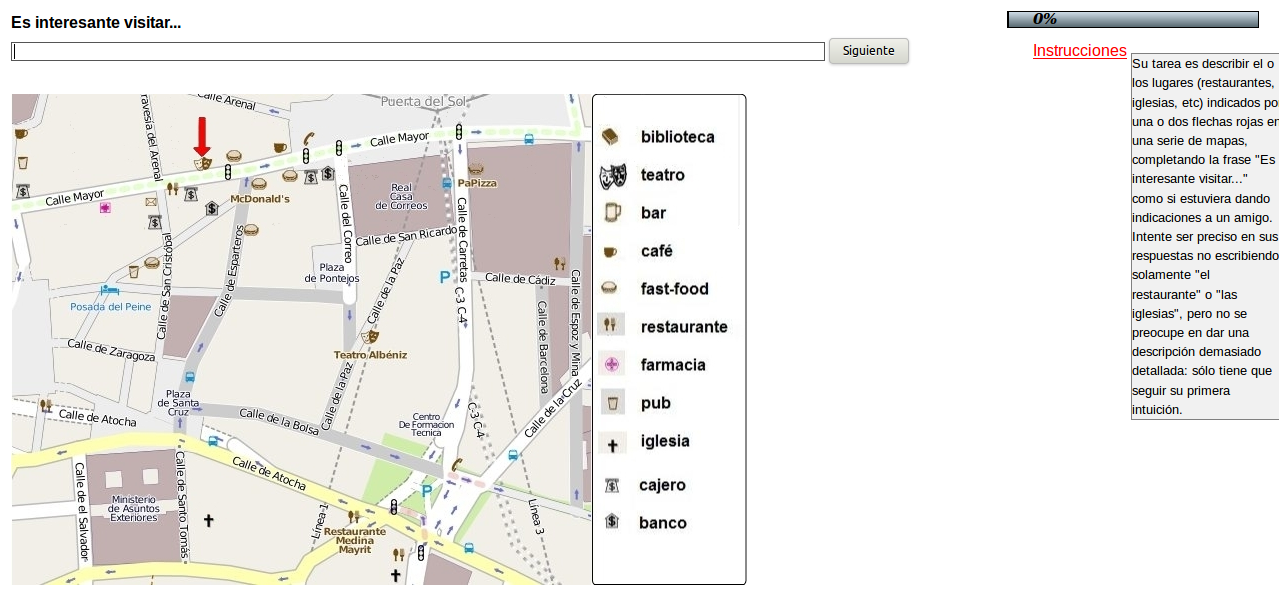 Es interesante visitar...
Siguiente
0%
Instrucciones
Su tarea es describir el o
los lugares (restaurantes,
iglesias, etc) indicados por
una o dos flechas rojas en
una serie de mapas,
completando la frase "Es
interesante visitar..."
como si estuviera dando
indicaciones a un amigo.
Intente ser preciso en sus
respuestas no escribiendo
solamente "el
restaurante" o "las
iglesias", pero no se
preocupe en dar una
descripción demasiado
detallada: sólo tiene que
seguir su primera
intuición.
Calle Arenal
Puerta del Sol
ravesía del Arenal
Calle Mayor
Calle Mayor
McDonald's
Real
Casa
de Correos
PaPizza
Calle del Correo
Calle de San Ricardo
Calle de Carretas
Plaza
de Pontejos
P
Calle de Cádiz
Calle de Esparteros
Calle de San Cristóbal
Calle de la Paz
C-3 C-4
Posada del Peine
Calle de Barcelona
Calle de Espoz y Mina
Teatro Albéniz
Calle de Zaragoza
Calle de la Paz
Plaza
de Santa
Cruz
Calle de la Cruz
Calle de Atocha
Calle de la Bolsa
Centro
De Formacion
Tecnica
C-3 C-4
Calle de Atocha
P
Calle de el Salvador
Ministerio
de Asuntos
Exteriores
Calle de Santo Tomás
Línea 1
Línea 3
Restaurante
Medina
Mayrit
biblioteca
teatro
bar
café
fast-food
restaurante
farmacia
pub
iglesia
cajero
banco